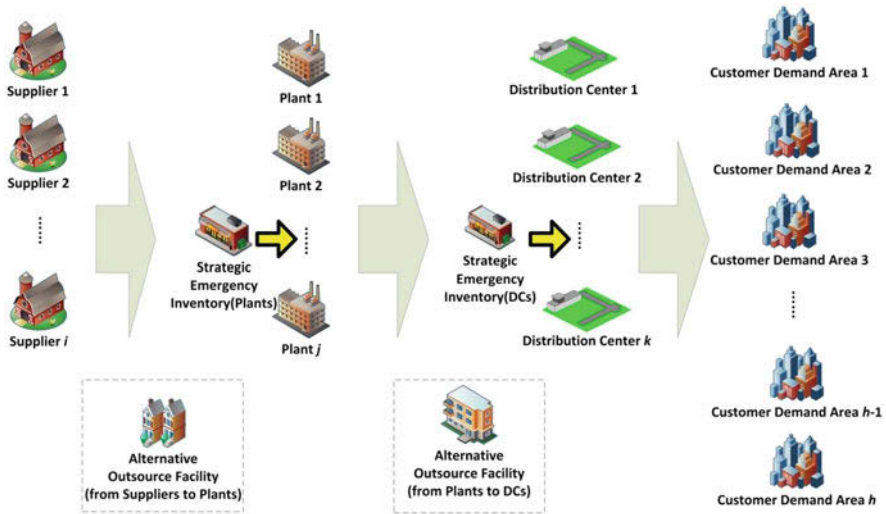 Supplier 1
Supplier 2
Supplier i
Strategic
Emergency
Inventory(Plants)
Plant 1
Plant 2
Plant j
Strategic
Emergency
Inventory(DCs)
Distribution Center 1
Distribution Center 2
Distribution Center k
Customer Demand Area 1
Customer Demand Area 2
Customer Demand Area 3
Customer Demand Area h-1
Customer Demand Area h
Alternative
Outsource Facility
(from Suppliers to Plants)
Alternative
Outsource Facility
(from Plants to DCs)